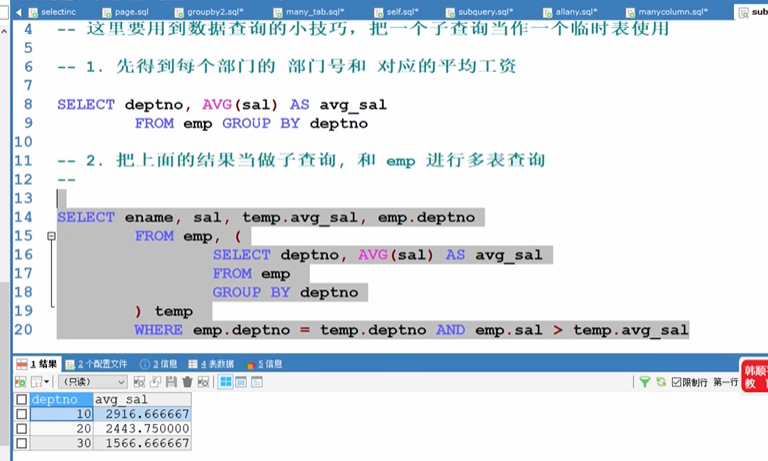 selectinc page.sql groupby2.sql* many_tab.sql* self.sql* subquery.sql* allany.sql* manycolumn.sql* sub
4 -- 这里要用到数据查询的小技巧，把一个子查询当作一个临时表使用
5
6 -- 1. 先得到每个部门的 部门号和 对应的平均工资
7
8 SELECT deptno, AVG(sal) AS avg_sal
9 FROM emp GROUP BY deptno
10
11 -- 2. 把上面的结果当做子查询, 和 emp 进行多表查询
12 --
13
14 SELECT ename, sal, temp.avg_sal, emp.deptno
15 FROM emp, (
16 SELECT deptno, AVG(sal) AS avg_sal
17 FROM emp
18 GROUP BY deptno
19 ) temp
20 WHERE emp.deptno = temp.deptno AND emp.sal > temp.avg_sal
1 结果 2 个配置文件 3 信息 4 表数据 5 信息
(只读) 限制行 第一行
deptno avg_sal
10 2916.666667
20 2443.750000
30 1566.666667
韩顺
教